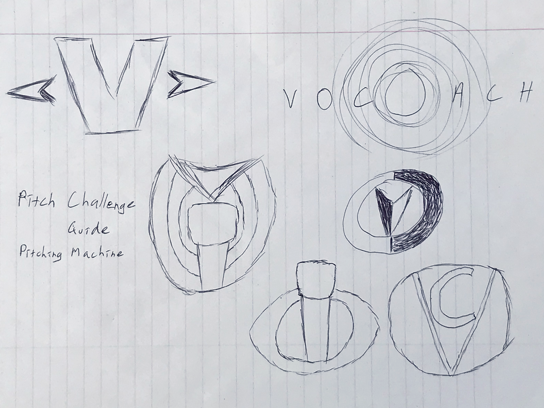 V
V O C O A C H
Pitch Challenge
Guide
Pitching Machine
V
C
V